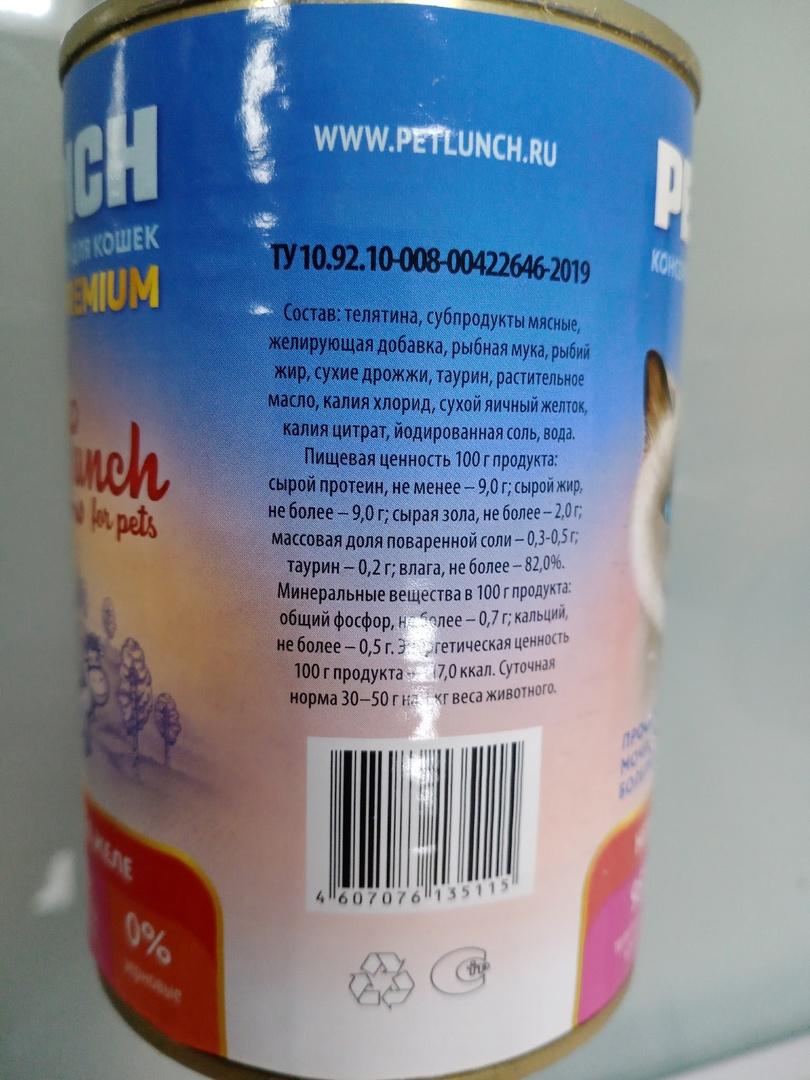 WWW.PETLUNCH.RU
ТУ 10.92.10-008-00422646-2019
Состав: телятина, субпродукты мясные,
желирующая добавка, рыбная мука, рыбий
жир, сухие дрожжи, таурин, растительное
масло, калия хлорид, сухой яичный желток,
калия цитрат, йодированная соль, вода.
Пищевая ценность 100 г продукта:
сырой протеин, не менее – 9,0 г; сырой жир,
не более – 9,0 г; сырая зола, не более – 2,0 г;
массовая доля поваренной соли – 0,3-0,5 г;
таурин – 0,2 г; влага, не более – 82,0%.
Минеральные вещества в 100 г продукта:
общий фосфор, не более – 0,7 г; кальций,
не более – 0,5 г. Энергетическая ценность
100 г продукта ккал. Суточная
норма 30–50 г на кг веса животного.
4 607076 135115
КОШЕК
for pets
ЖЕЛЕ
0%